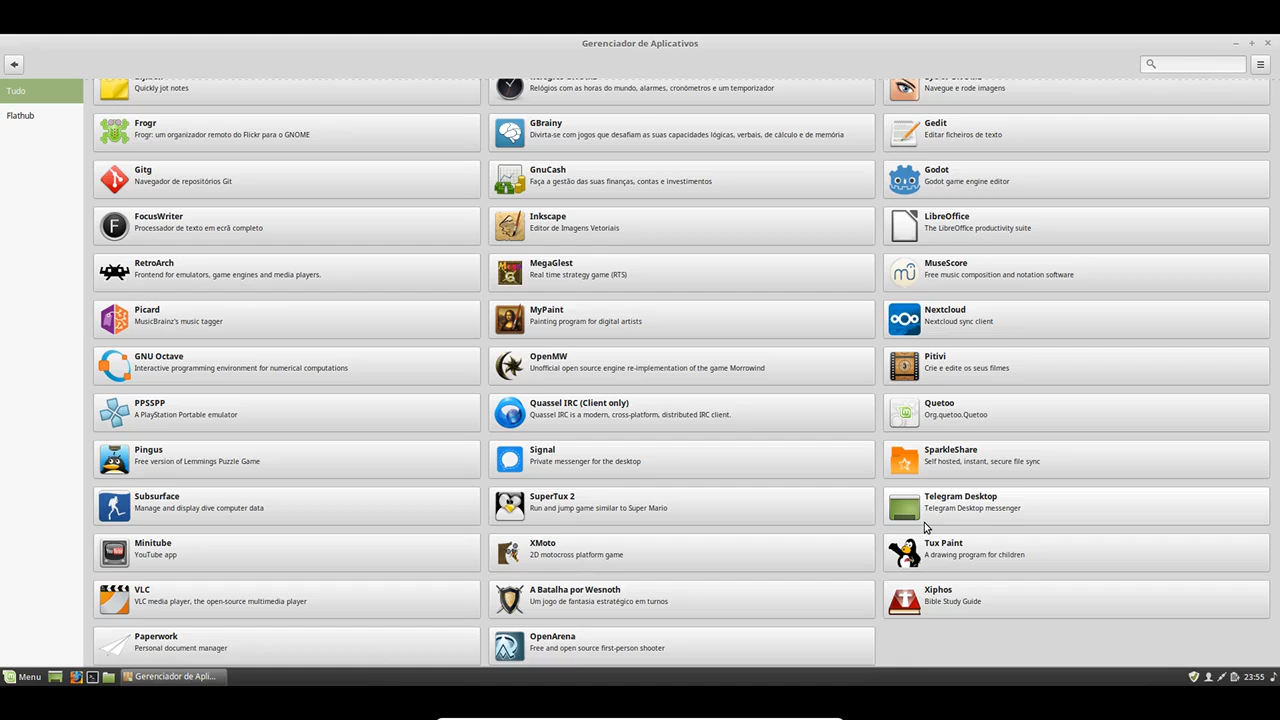 Gerenciador de Aplicativos
Tudo
Flathub
Quickly jot notes
Relógios com as horas do mundo, alarmes, cronómetros e um temporizador
Navegue e rode imagens
Frogr
Frogr: um organizador remoto do Flickr para o GNOME
GBrainy
Divirta-se com jogos que desafiam as suas capacidades lógicas, verbais, de cálculo e de memória
Gedit
Editar ficheiros de texto
Gitg
Navegador de repositórios Git
GnuCash
Faça a gestão das suas finanças, contas e investimentos
Godot
Godot game engine editor
FocusWriter
Processador de texto em ecrã completo
Inkscape
Editor de Imagens Vetoriais
LibreOffice
The LibreOffice productivity suite
RetroArch
Frontend for emulators, game engines and media players.
MegaGlest
Real time strategy game (RTS)
MuseScore
Free music composition and notation software
Picard
MusicBrainz's music tagger
MyPaint
Painting program for digital artists
Nextcloud
Nextcloud sync client
GNU Octave
Interactive programming environment for numerical computations
OpenMW
Unofficial open source engine re-implementation of the game Morrowind
Pitivi
Crie e edite os seus filmes
PPSSPP
A PlayStation Portable emulator
Quassel IRC (Client only)
Quassel IRC is a modern, cross-platform, distributed IRC client.
Quetoo
Org.quetoo.Quetoo
Pingus
Free version of Lemmings Puzzle Game
Signal
Private messenger for the desktop
SparkleShare
Self hosted, instant, secure file sync
Subsurface
Manage and display dive computer data
SuperTux 2
Run and jump game similar to Super Mario
Telegram Desktop
Telegram Desktop messenger
Minitube
YouTube app
XMoto
2D motocross platform game
Tux Paint
A drawing program for children
VLC
VLC media player, the open-source multimedia player
A Batalha por Wesnoth
Um jogo de fantasia estratégico em turnos
Xiphos
Bible Study Guide
Paperwork
Personal document manager
OpenArena
Free and open source first-person shooter
Menu
Gerenciador de Apli...
23:55